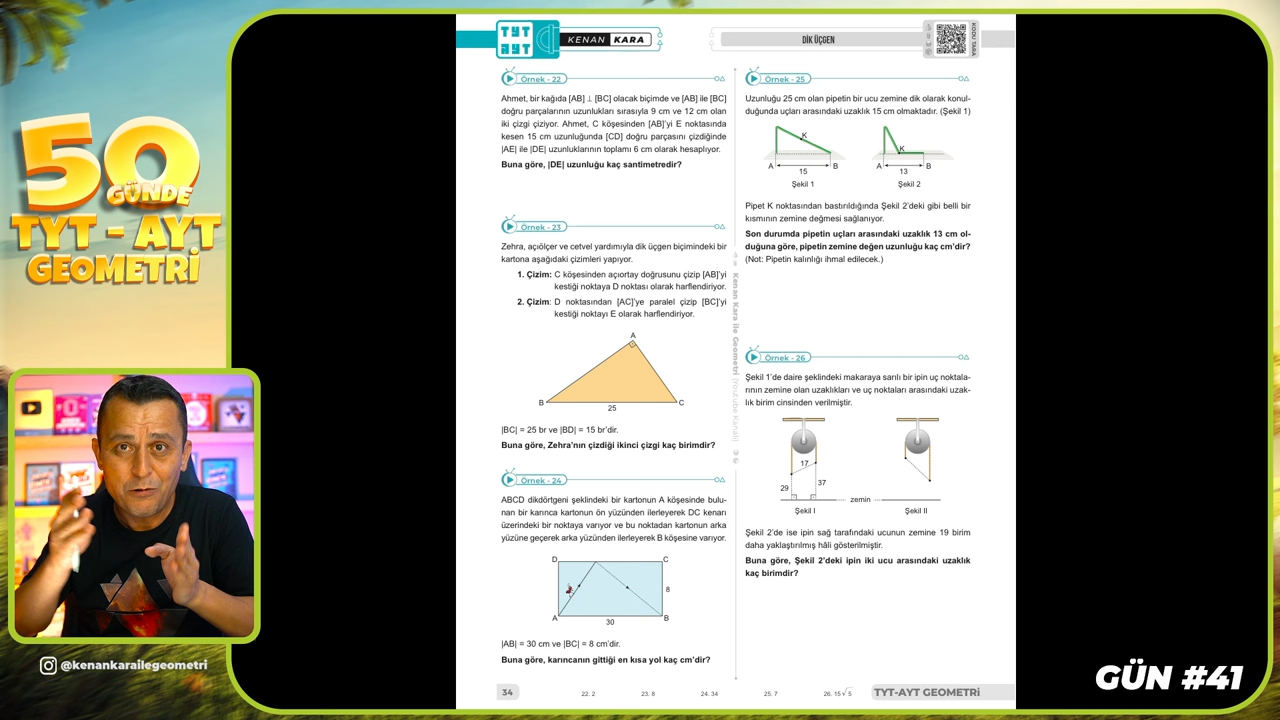 50
GÜNDE
TYT - AYT
GEOMETRİ
@kenankarailegeometri
TYT
AYT
KENAN KARA
DİK ÜÇGEN
KODU TARA
Örnek - 22
Ahmet, bir kağıda [AB] ⊥ [BC] olacak biçimde ve [AB] ile [BC]
doğru parçalarının uzunlukları sırasıyla 9 cm ve 12 cm olan
iki çizgi çiziyor. Ahmet, C köşesinden [AB]'yi E noktasında
kesen 15 cm uzunluğunda [CD] doğru parçasını çizdiğinde
|AE| ile |DE| uzunluklarının toplamı 6 cm olarak hesaplıyor.
Buna göre, |DE| uzunluğu kaç santimetredir?
Örnek - 23
Zehra, açıölçer ve cetvel yardımıyla dik üçgen biçimindeki bir
kartona aşağıdaki çizimleri yapıyor.
1. Çizim: C köşesinden açıortay doğrusunu çizip [AB]'yi
kestiği noktaya D noktası olarak harflendiriyor.
2. Çizim: D noktasından [AC]'ye paralel çizip [BC]'yi
kestiği noktayı E olarak harflendiriyor.
A
B
C
25
|BC| = 25 br ve |BD| = 15 br'dir.
Buna göre, Zehra'nın çizdiği ikinci çizgi kaç birimdir?
Örnek - 24
ABCD dikdörtgeni şeklindeki bir kartonun A köşesinde bulu-
nan bir karınca kartonun ön yüzünden ilerleyerek DC kenarı
üzerindeki bir noktaya varıyor ve bu noktadan kartonun arka
yüzüne geçerek arka yüzünden ilerleyerek B köşesine varıyor.
D
C
8
A
B
30
|AB| = 30 cm ve |BC| = 8 cm'dir.
Buna göre, karıncanın gittiği en kısa yol kaç cm'dir?
Kenan Kara ile Geometri (Youtube Kanalı)
Örnek - 25
Uzunluğu 25 cm olan pipetin bir ucu zemine dik olarak konul-
duğunda uçları arasındaki uzaklık 15 cm olmaktadır. (Şekil 1)
K
A
B
15
Şekil 1
K
A
B
13
Şekil 2
Pipet K noktasından bastırıldığında Şekil 2'deki gibi belli bir
kısmının zemine değmesi sağlanıyor.
Son durumda pipetin uçları arasındaki uzaklık 13 cm ol-
duğuna göre, pipetin zemine değen uzunluğu kaç cm'dir?
(Not: Pipetin kalınlığı ihmal edilecek.)
Örnek - 26
Şekil 1'de daire şeklindeki makaraya sarılı bir ipin uç noktala-
rının zemine olan uzaklıkları ve uç noktaları arasındaki uzak-
lık birim cinsinden verilmiştir.
17
29
37
zemin
Şekil I
Şekil II
Şekil 2'de ise ipin sağ tarafındaki ucunun zemine 19 birim
daha yaklaştırılmış hâli gösterilmiştir.
Buna göre, Şekil 2'deki ipin iki ucu arasındaki uzaklık
kaç birimdir?
34
22. 2
23. 8
24. 34
25. 7
26. 15√5
TYT-AYT GEOMETRİ
GÜN #41